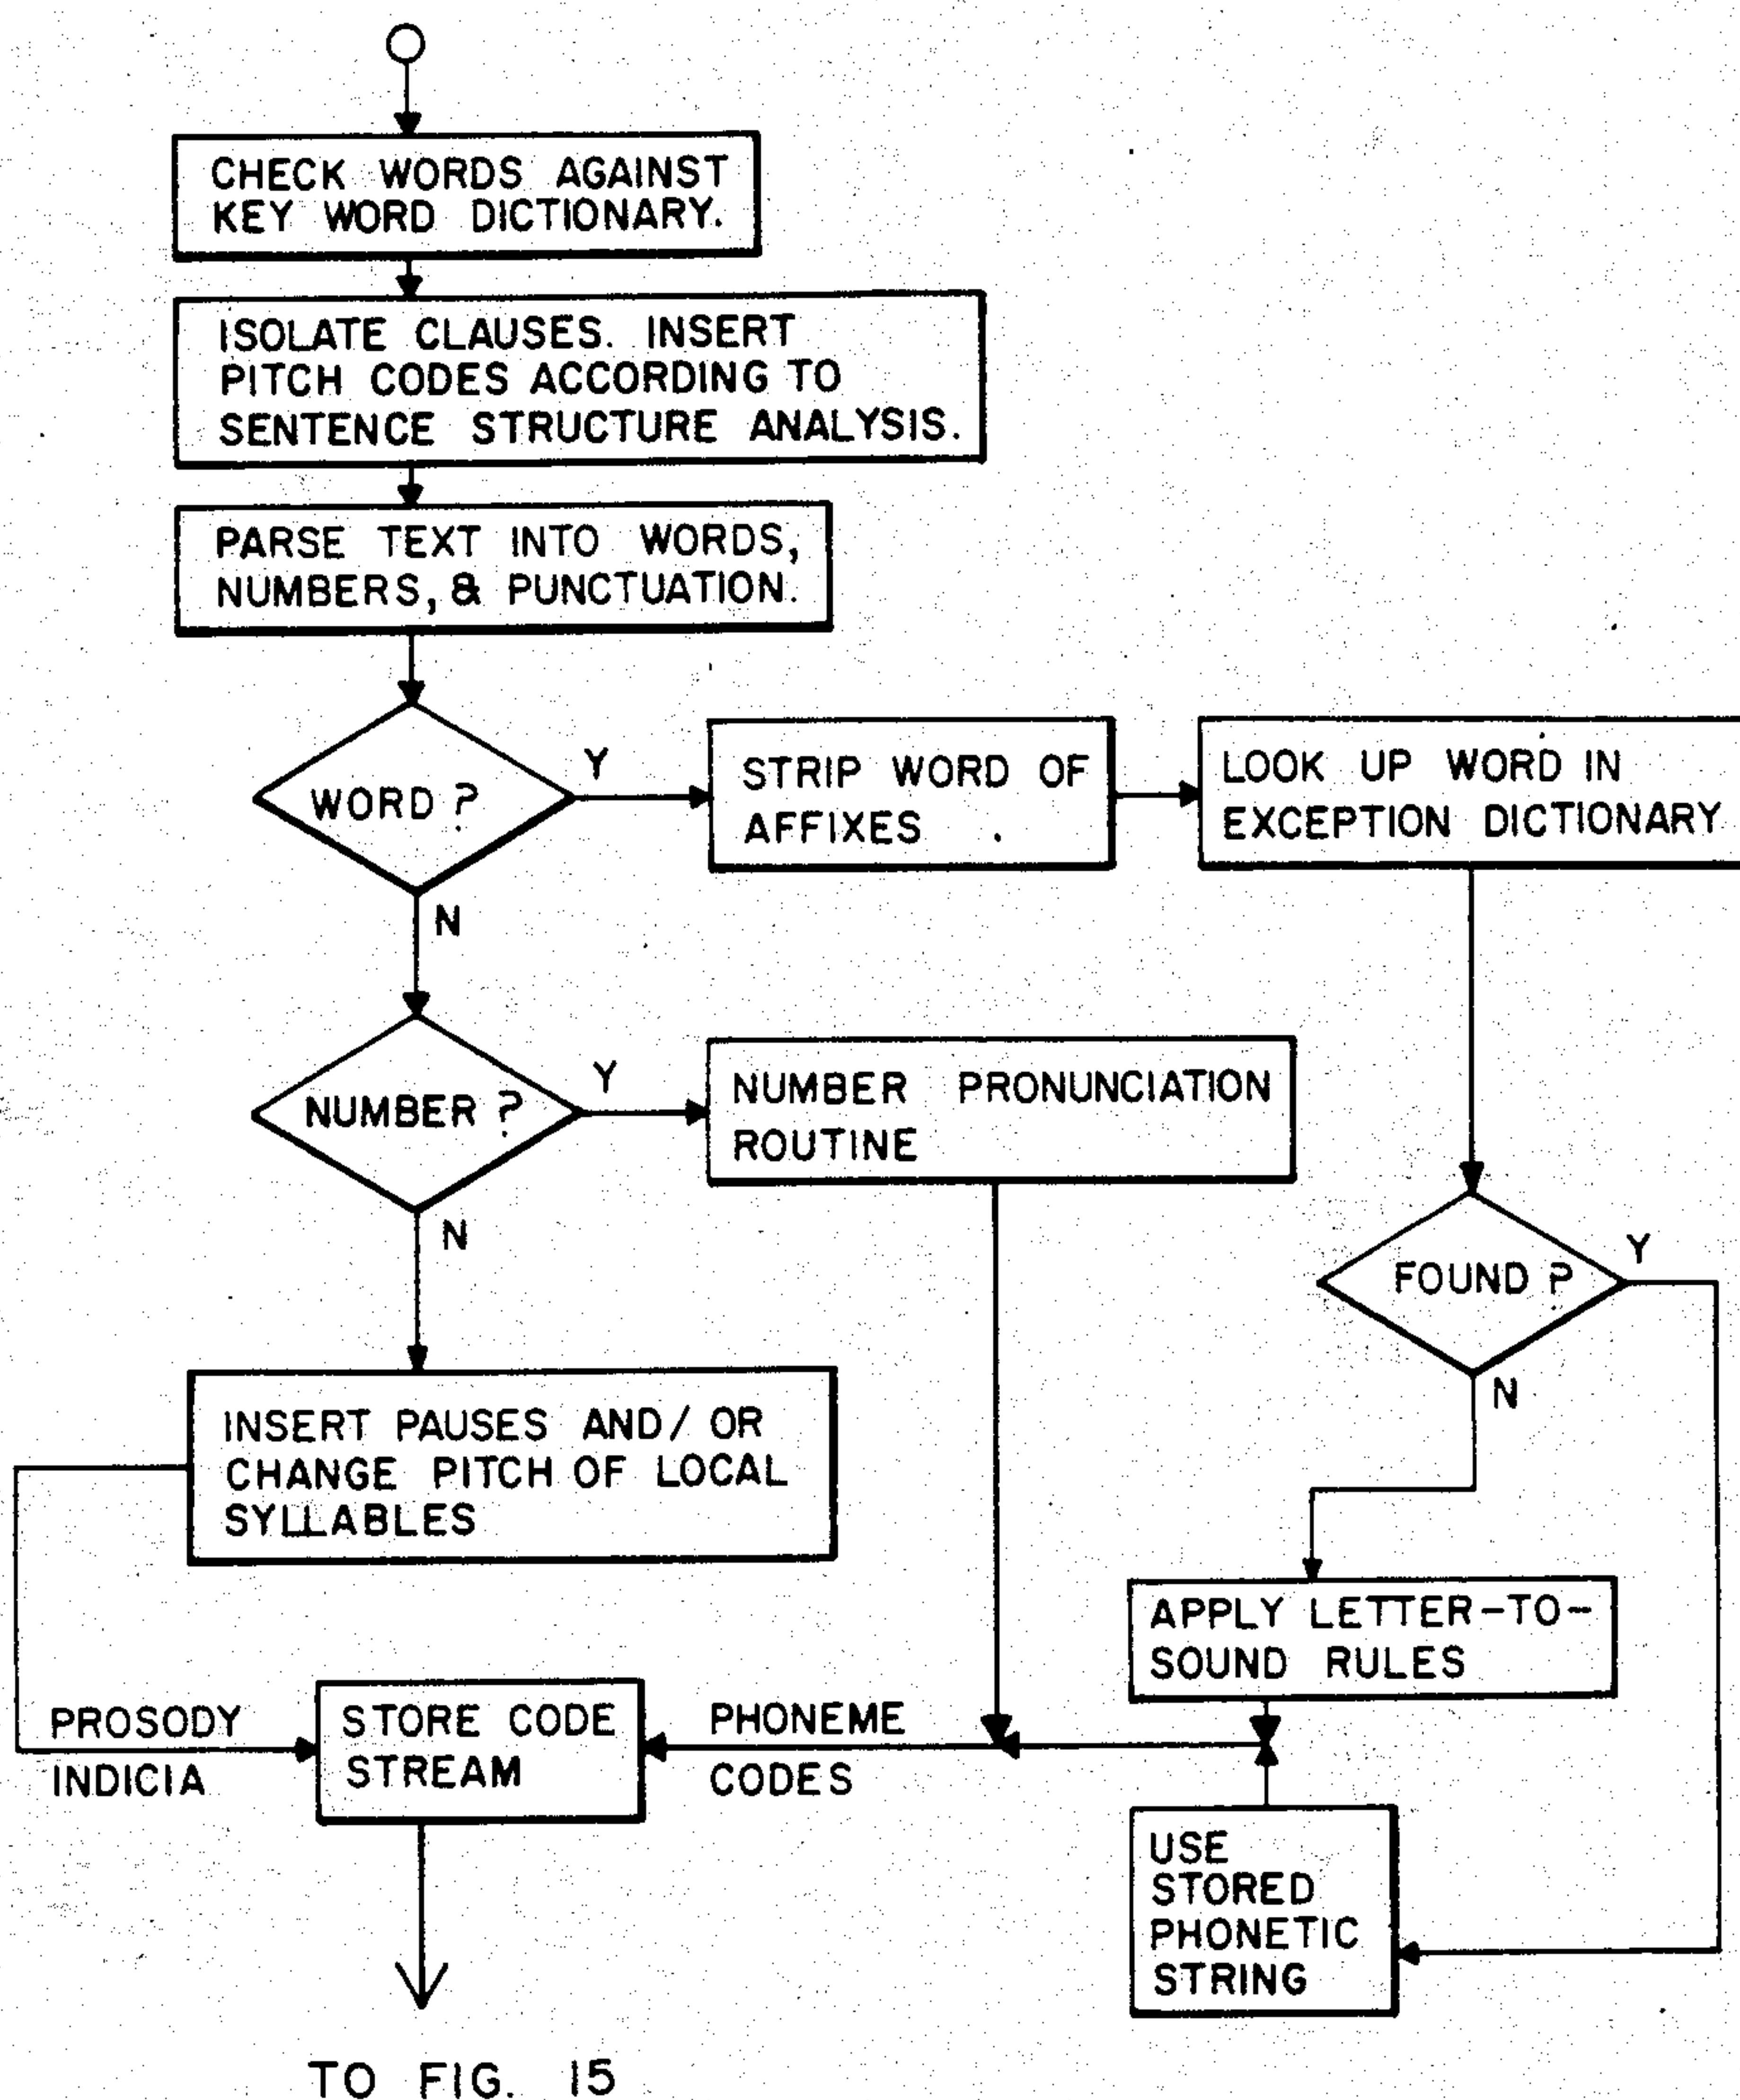 CHECK WORDS AGAINST
KEY WORD DICTIONARY.
ISOLATE CLAUSES. INSERT
PITCH CODES ACCORDING TO
SENTENCE STRUCTURE ANALYSIS.
PARSE TEXT INTO WORDS,
NUMBERS, & PUNCTUATION.
WORD ?
Y
N
STRIP WORD OF
AFFIXES
LOOK UP WORD IN
EXCEPTION DICTIONARY
NUMBER ?
Y
N
NUMBER PRONUNCIATION
ROUTINE
FOUND ?
Y
N
INSERT PAUSES AND/ OR
CHANGE PITCH OF LOCAL
SYLLABLES
APPLY LETTER-TO-
SOUND RULES
PROSODY
INDICIA
STORE CODE
STREAM
PHONEME
CODES
USE
STORED
PHONETIC
STRING
TO FIG. 15